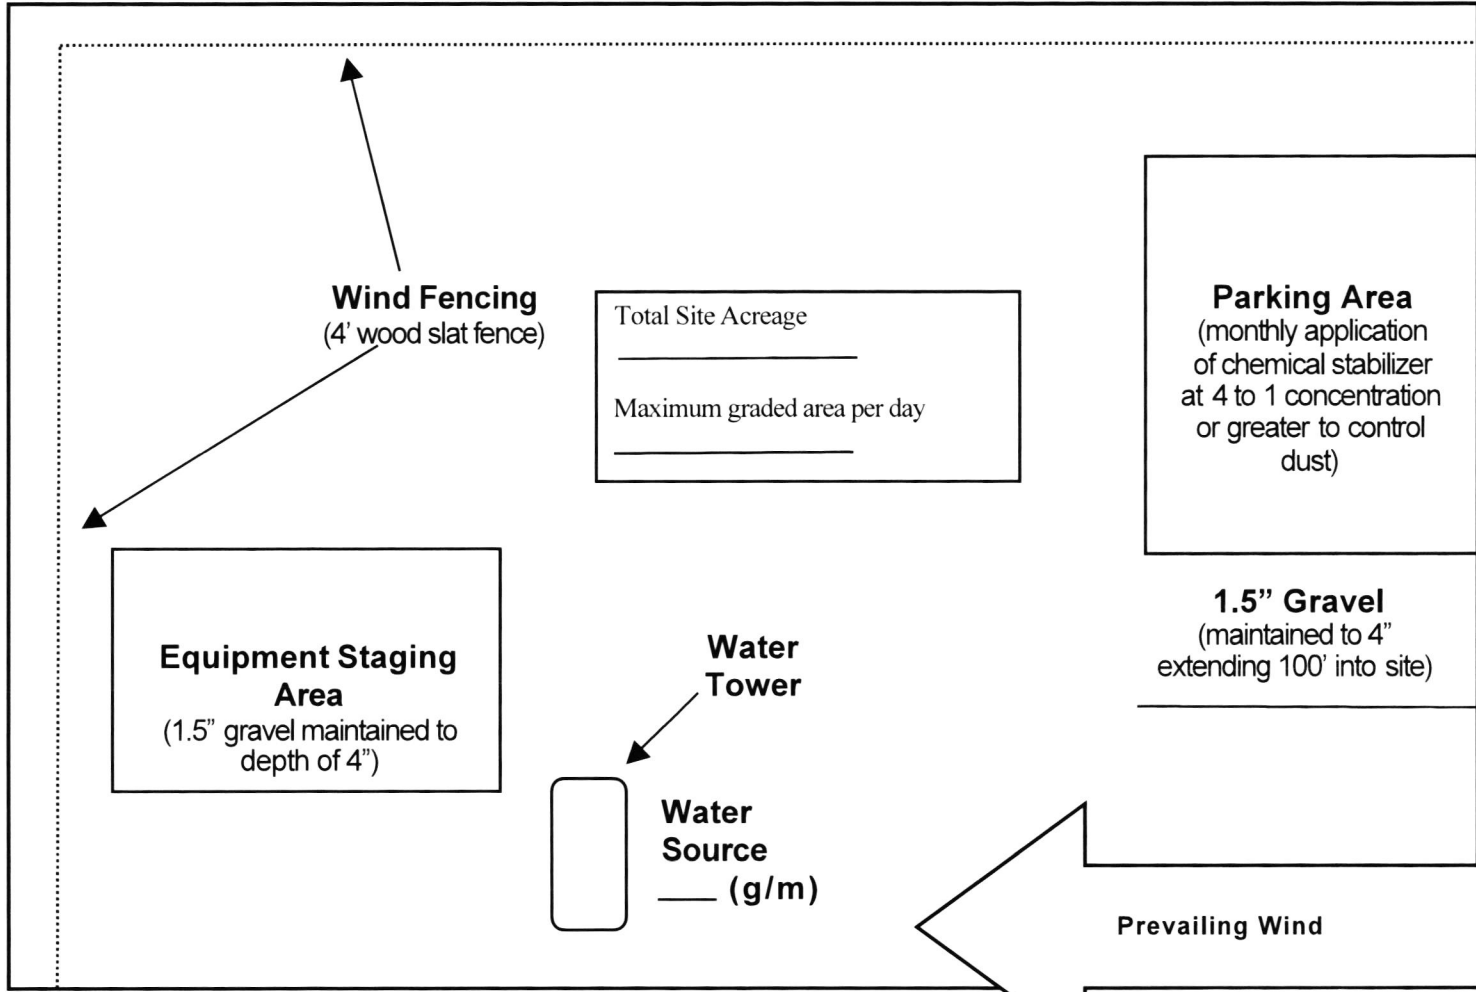 Wind Fencing
(4' wood slat fence)
Total Site Acreage
Maximum graded area per day
Parking Area
(monthly application
of chemical stabilizer
at 4 to 1 concentration
or greater to control
dust)
1.5” Gravel
(maintained to 4”
extending 100’ into site)
Equipment Staging
Area
(1.5” gravel maintained to
depth of 4”)
Water
Tower
Water
Source
___ (g/m)
Prevailing Wind